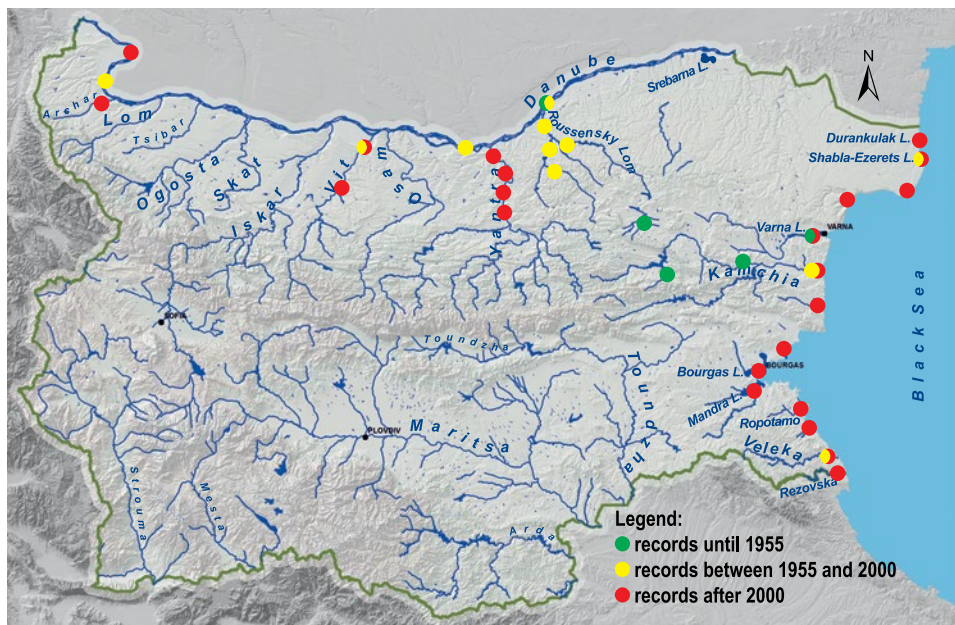 N
Danube
Srebarna L.
Archar
Lom
Tsibar
Roussensky Lom
Durankulak L.
Shabla-Ezerets L.
Ogosta
Skat
Iskar
Vit
Osam
Yantra
Varna L.
VARNA
Kamchia
Black Sea
SOFIA
Toundzha
Toundzha
Bourgas L.
BOURGAS
Mandra L.
Ropotamo
Maritsa
PLOVDIV
Veleka
Rezovska
Strouma
Mesta
Arda
Legend:
records until 1955
records between 1955 and 2000
records after 2000